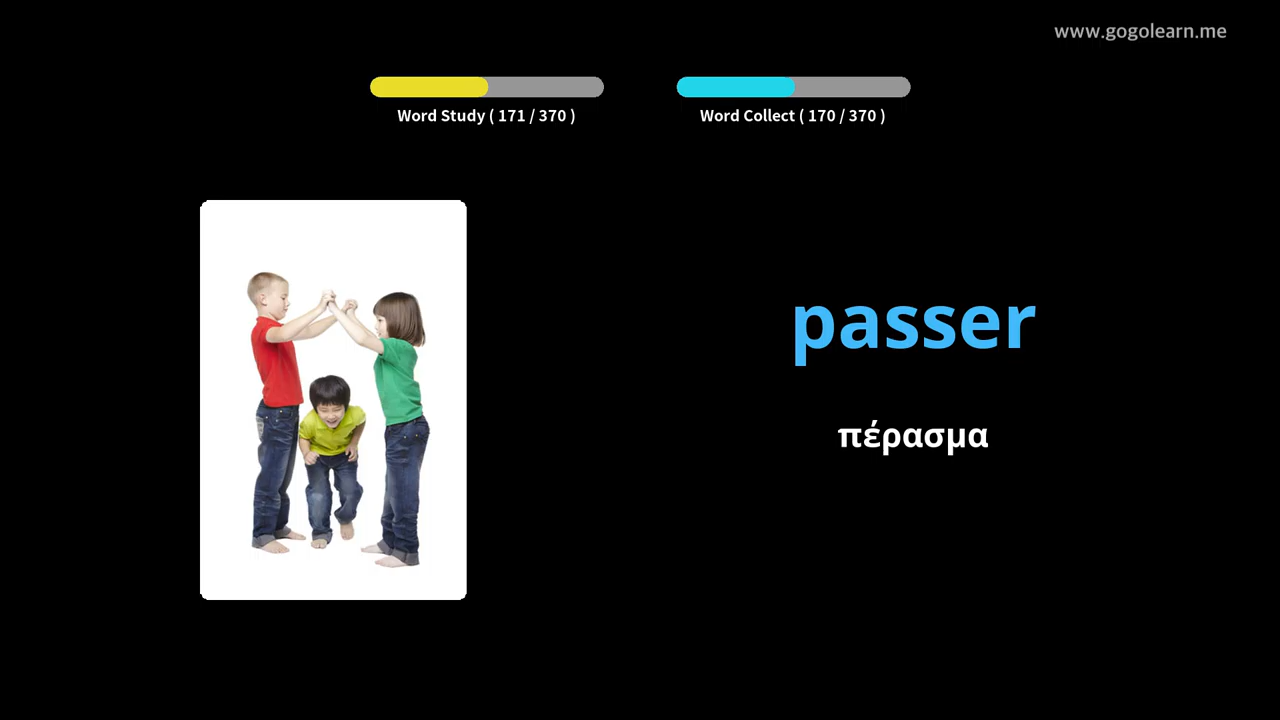 www.gogolearn.me
Word Study ( 171 / 370 )
Word Collect ( 170 / 370 )
passer
πέρασμα